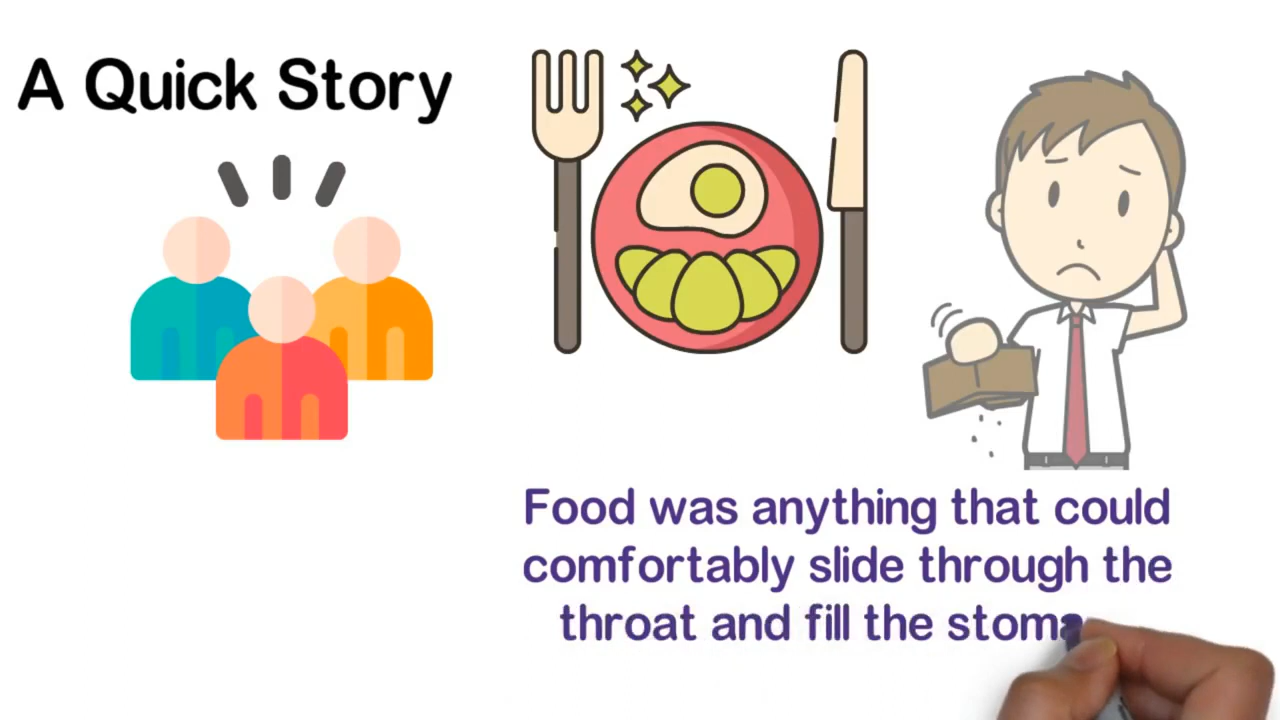 A Quick Story
Food was anything that could
comfortably slide through the
throat and fill the stoma